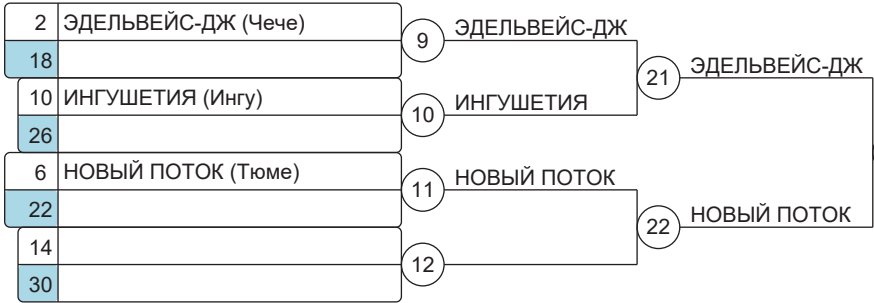 2 ЭДЕЛЬВЕЙС-ДЖ (Чече)
18
9 ЭДЕЛЬВЕЙС-ДЖ
10 ИНГУШЕТИЯ (Ингу)
26
10 ИНГУШЕТИЯ
21 ЭДЕЛЬВЕЙС-ДЖ
6 НОВЫЙ ПОТОК (Тюме)
22
11 НОВЫЙ ПОТОК
14
30
12
22 НОВЫЙ ПОТОК